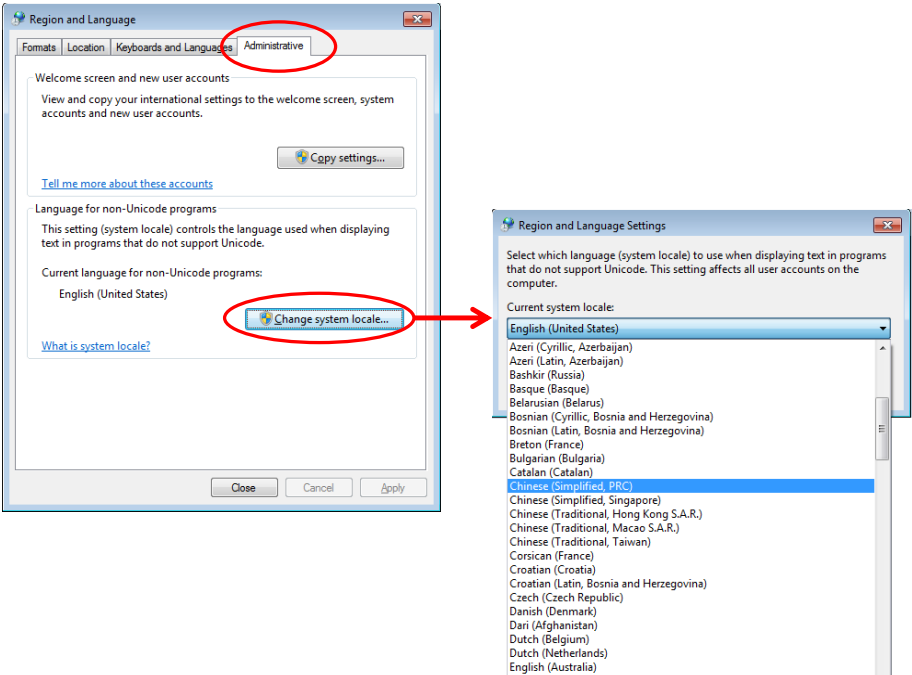 Region and Language
Formats
Location
Keyboards and Languages
Administrative
Welcome screen and new user accounts
View and copy your international settings to the welcome screen, system
accounts and new user accounts.
Copy settings...
Tell me more about these accounts
Language for non-Unicode programs
This setting (system locale) controls the language used when displaying
text in programs that do not support Unicode.
Current language for non-Unicode programs:
English (United States)
Change system locale...
What is system locale?
Close
Cancel
Apply
Region and Language Settings
Select which language (system locale) to use when displaying text in programs
that do not support Unicode. This setting affects all user accounts on the
computer.
Current system locale:
English (United States)
Azeri (Cyrillic, Azerbaijan)
Azeri (Latin, Azerbaijan)
Bashkir (Russia)
Basque (Basque)
Belarusian (Belarus)
Bosnian (Cyrillic, Bosnia and Herzegovina)
Bosnian (Latin, Bosnia and Herzegovina)
Breton (France)
Bulgarian (Bulgaria)
Catalan (Catalan)
Chinese (Simplified, PRC)
Chinese (Simplified, Singapore)
Chinese (Traditional, Hong Kong S.A.R.)
Chinese (Traditional, Macao S.A.R.)
Chinese (Traditional, Taiwan)
Corsican (France)
Croatian (Croatia)
Croatian (Latin, Bosnia and Herzegovina)
Czech (Czech Republic)
Danish (Denmark)
Dari (Afghanistan)
Dutch (Belgium)
Dutch (Netherlands)
English (Australia)